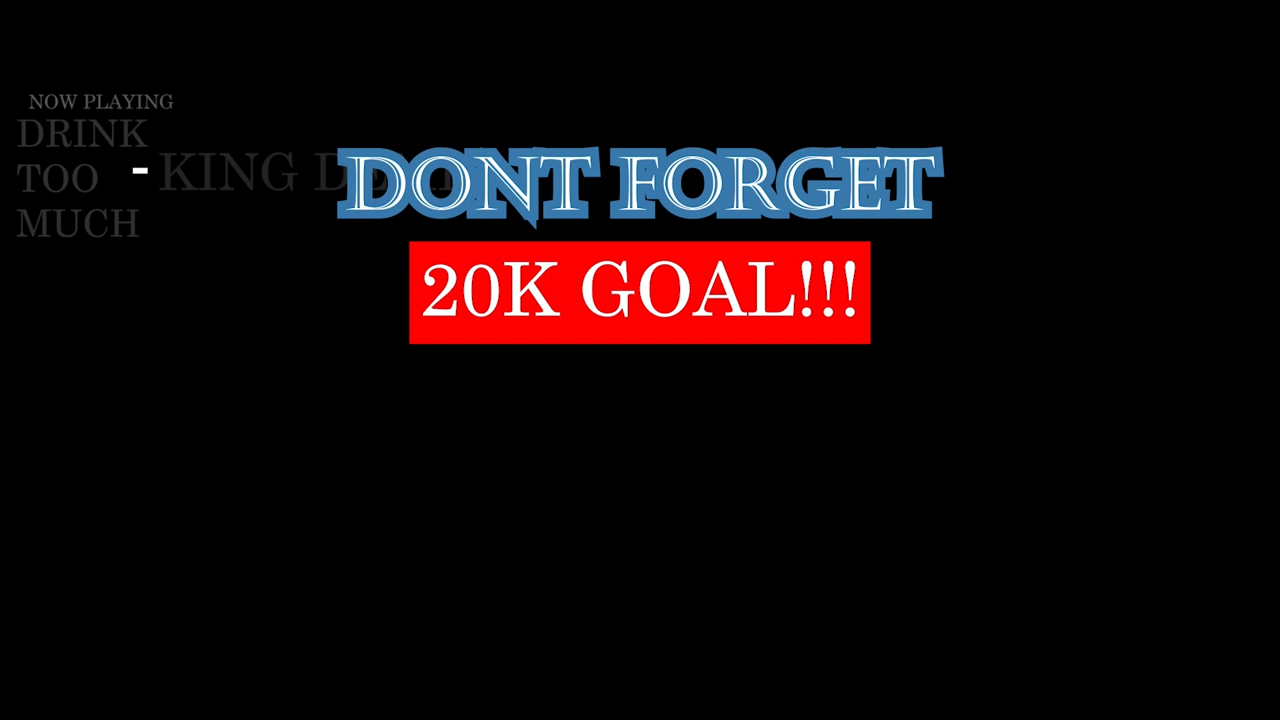 NOW PLAYING
DRINK
TOO
MUCH
- KING
DONT FORGET
20K GOAL!!!